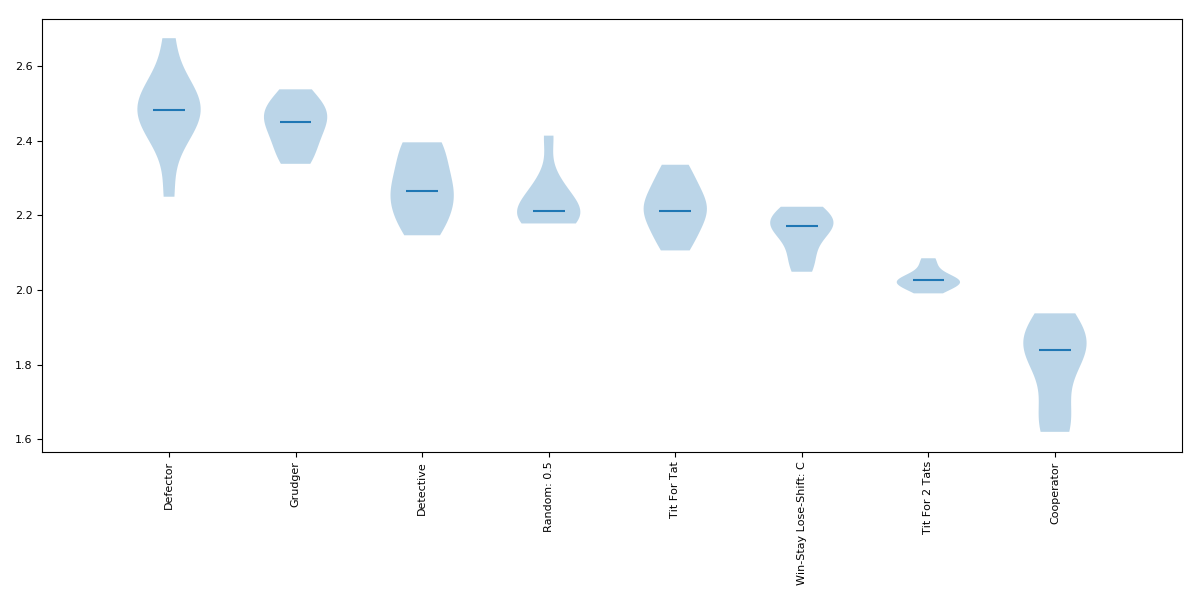 2.6
2.4
2.2
2.0
1.8
1.6
Defector
Grudger
Detective
Random: 0.5
Tit For Tat
Win-Stay Lose-Shift: C
Tit For 2 Tats
Cooperator